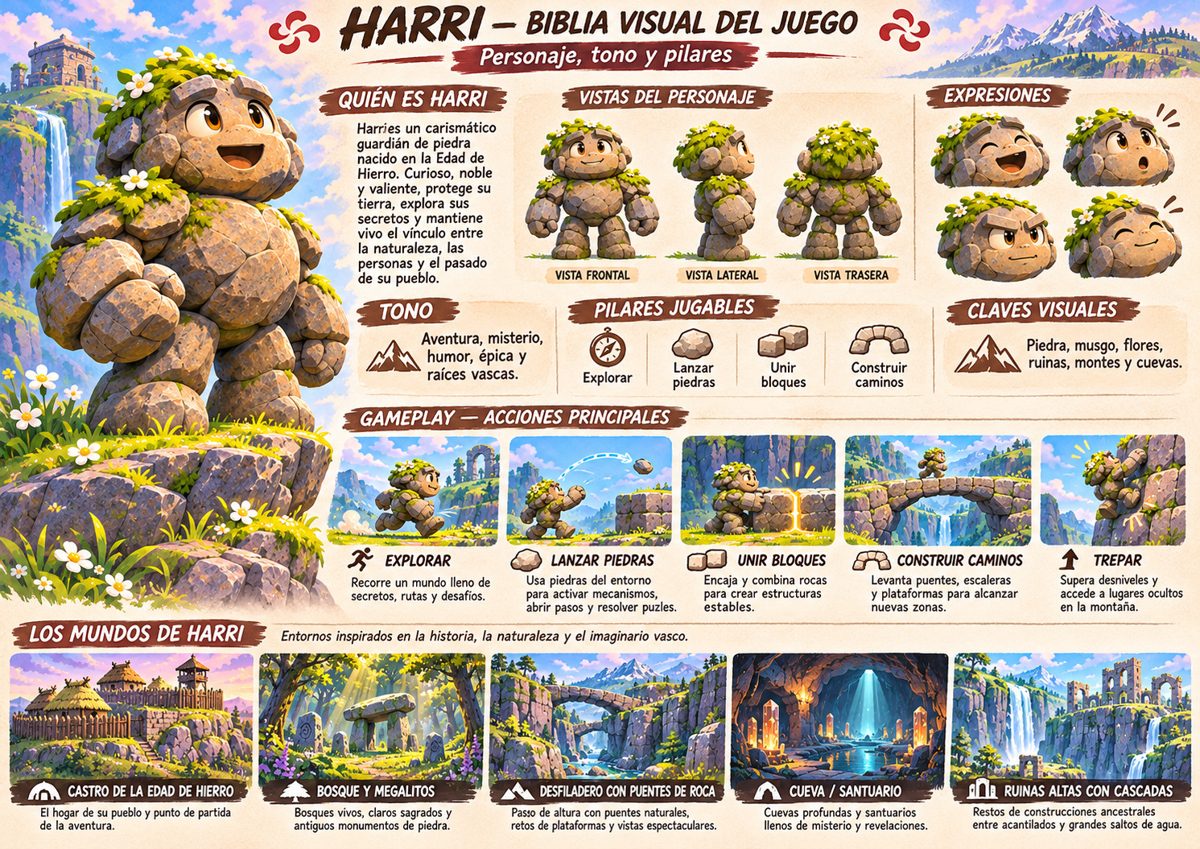 HARRI — BIBLIA VISUAL DEL JUEGO
Personaje, tono y pilares
QUIÉN ES HARRI
Harries un carismático
guardián de piedra
nacido en la Edad de
Hierro. Curioso, noble
y valiente, protege su
tierra, explora sus
secretos y mantiene
vivo el vínculo entre
la naturaleza, las
personas y el pasado
de su pueblo.
VISTAS DEL PERSONAJE
VISTA FRONTAL
VISTA LATERAL
VISTA TRASERA
EXPRESIONES
TONO
Aventura, misterio,
humor, épica y
raíces vascas.
PILARES JUGABLES
Explorar
Lanzar
piedras
Unir
bloques
Construir
caminos
CLAVES VISUALES
Piedra, musgo, flores,
ruinas, montes y cuevas.
GAMEPLAY — ACCIONES PRINCIPALES
EXPLORAR
Recorre un mundo lleno de
secretos, rutas y desafíos.
LANZAR PIEDRAS
Usa piedras del entorno
para activar mecanismos,
abrir pasos y resolver puzles.
UNIR BLOQUES
Encaja y combina rocas
para crear estructuras
estables.
CONSTRUIR CAMINOS
Levanta puentes, escaleras
y plataformas para alcanzar
nuevas zonas.
TREPAR
Supera desniveles y
accede a lugares ocultos
en la montaña.
LOS MUNDOS DE HARRI
Entornos inspirados en la historia, la naturaleza y el imaginario vasco.
CASTRO DE LA EDAD DE HIERRO
El hogar de su pueblo y punto de partida
de la aventura.
BOSQUE Y MEGALITOS
Bosques vivos, claros sagrados y
antiguos monumentos de piedra.
DESFILADERO CON PUENTES DE ROCA
Paso de altura con puentes naturales,
retos de plataformas y vistas espectaculares.
CUEVA / SANTUARIO
Cuevas profundas y santuarios
llenos de misterio y revelaciones.
RUINAS ALTAS CON CASCADAS
Restos de construcciones ancestrales
entre acantilados y grandes saltos de agua.